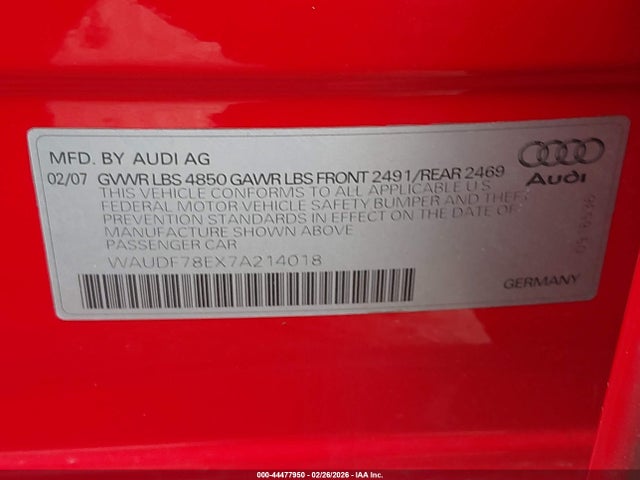 MFD. BY AUDI AG
02/07 GVWR LBS 4850 GAWR LBS FRONT 2491/REAR 2469
THIS VEHICLE CONFORMS TO ALL APPLICABLE U S
FEDERAL MOTOR VEHICLE SAFETY BUMPER AND THEFT
PREVENTION STANDARDS IN EFFECT ON THE DATE OF
MANUFACTURE SHOWN ABOVE
PASSENGER CAR
WAUDF78EX7A214018
Audi
GERMANY
000-44477950 - 02/26/2026 - IAA Inc.